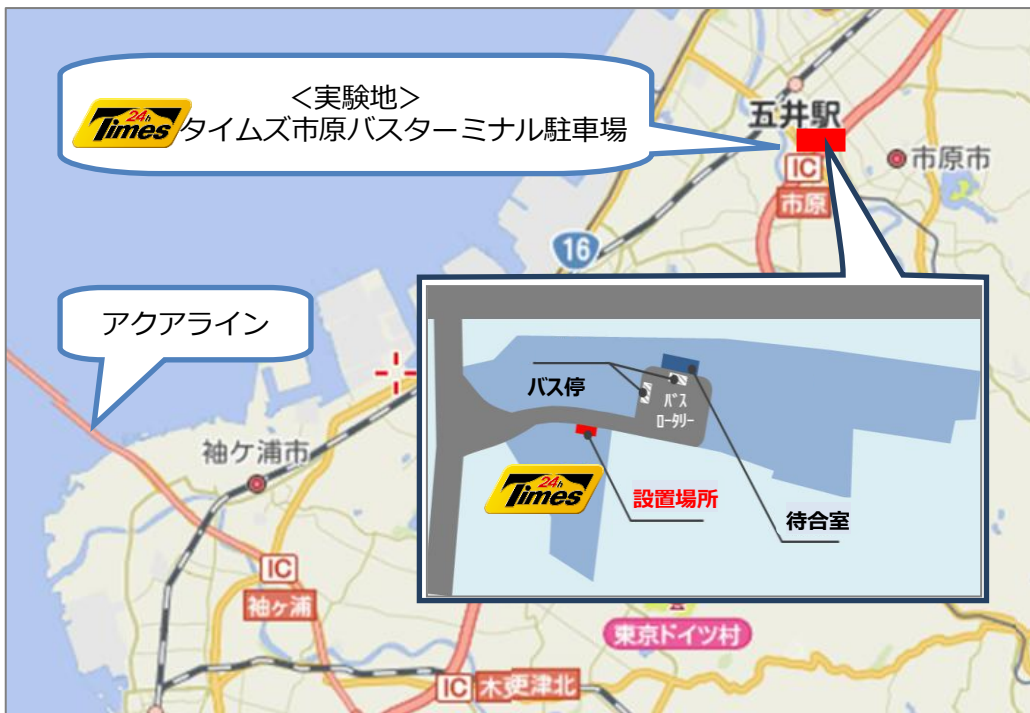 <実験地>
24h
Times
タイムズ市原バスターミナル駐車場
五井駅
IC
市原
市原市
16
アクアライン
バス停
バス
ロータリー
24h
Times
設置場所
待合室
袖ケ浦市
IC
袖ヶ浦
東京ドイツ村
IC
木更津北